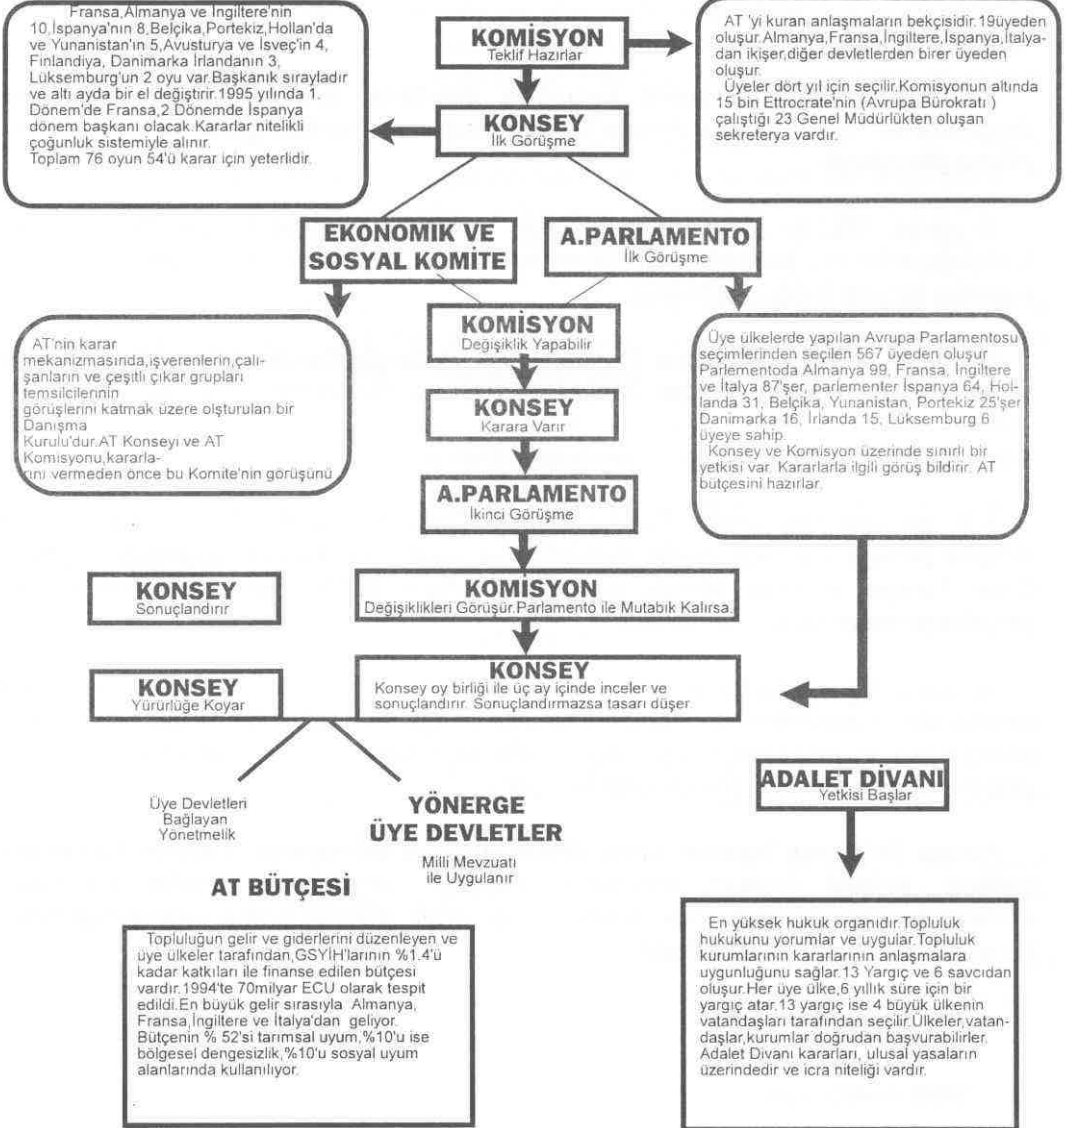 Fransa,Almanya ve İngiltere'nin
10,İspanya'nın 8,Belçika,Portekiz,Hollan'da
ve Yunanistan'ın 5,Avusturya ve İsveç'in 4,
Finlandiya, Danimarka İrlandanın 3,
Lüksemburg'un 2 oyu var.Başkanık sırayladır
ve altı ayda bir el değiştirir.1995 yılında 1.
Dönem'de Fransa,2.Dönemde İspanya
dönem başkanı olacak.Kararlar nitelikli
çoğunluk sistemiyle alınır.
Toplam 76 oyun 54'ü karar için yeterlidir.
KOMİSYON
Teklif Hazırlar
AT 'yi kuran anlaşmaların bekçisidir.19üyeden
oluşur.Almanya,Fransa,İngiltere,İspanya,İtalya-
dan ikişer,diğer devletlerden birer üyeden
oluşur.
Üyeler dört yıl için seçilir.Komisyonun altında
15 bin Ettrocrate'nin (Avrupa Bürokratı )
çalıştığı 23 Genel Müdürlükten oluşan
sekreterya vardır.
KONSEY
İlk Görüşme
EKONOMIK VE
SOSYAL KOMİTE
A.PARLAMENTO
İlk Görüşme
AT'nin karar
mekanizmasında,işverenlerin,çalı-
şanların ve çeşitli çıkar grupları
temsilcilerinin
görüşlerini katmak üzere olşturulan bir
Danışma
Kurulu'dur.AT Konseyi ve AT
Komisyonu,kararla-
rını vermeden önce bu Komite'nin görüşünü
KOMİSYON
Değişiklik Yapabilir
KONSEY
Karara Varır
A.PARLAMENTO
İkinci Görüşme
Üye ülkelerde yapılan Avrupa Parlamentosu
seçimlerinden seçilen 567 üyeden oluşur
Parlementoda Almanya 99, Fransa, İngiltere
ve İtalya 87'şer, parlementer İspanya 64, Hol-
landa 31, Belçika, Yunanistan, Portekiz 25'şer
Danimarka 16, İrlanda 15, Lüksemburg 6
üyeye sahip.
Konsey ve Komisyon üzerinde sınırlı bir
yetkisi var. Kararlarla ilgili görüş bildirir. AT
bütçesini hazırlar.
KONSEY
Sonuçlandırır
KOMİSYON
Değişiklikleri Görüşür.Parlamento ile Mutabık Kalırsa.
KONSEY
Yürürlüğe Koyar
KONSEY
Konsey oy birliği ile üç ay içinde inceler ve
sonuçlandırır. Sonuçlandırmazsa tasarı düşer.
Üye Devletleri
Bağlayan
Yönetmelik
YÖNERGE
ÜYE DEVLETLER
Milli Mevzuatı
ile Uygulanır
ADALET DİVANI
Yetkisi Başlar
AT BÜTÇESİ
Topluluğun gelir ve giderlerini düzenleyen ve
üye ülkeler tarafından,GSYİH'larının %1.4'ü
kadar katkıları ile finanse edilen bütçesi
vardır.1994'te 70milyar ECU olarak tespit
edildi.En büyük gelir sırasıyla Almanya,
Fransa,İngiltere ve İtalya'dan geliyor.
Bütçenin % 52'si tarımsal uyum,%10'u ise
bölgesel dengesizlik,%10'u sosyal uyum
alanlarında kullanılıyor.
En yüksek hukuk organıdır.Topluluk
hukukunu yorumlar ve uygular.Topluluk
kurumlarının kararlarının anlaşmalara
uygunluğunu sağlar.13 Yargıç ve 6 savcıdan
oluşur.Her üye ülke,6 yıllık süre için bir
yargıç atar.13 yargıç ise 4 büyük ülkenin
vatandaşları tarafından seçilir.Ülkeler,vatan-
daşlar,kurumlar doğrudan başvurabilirler.
Adalet Divanı kararları, ulusal yasaların
üzerindedir ve icra niteliği vardır.